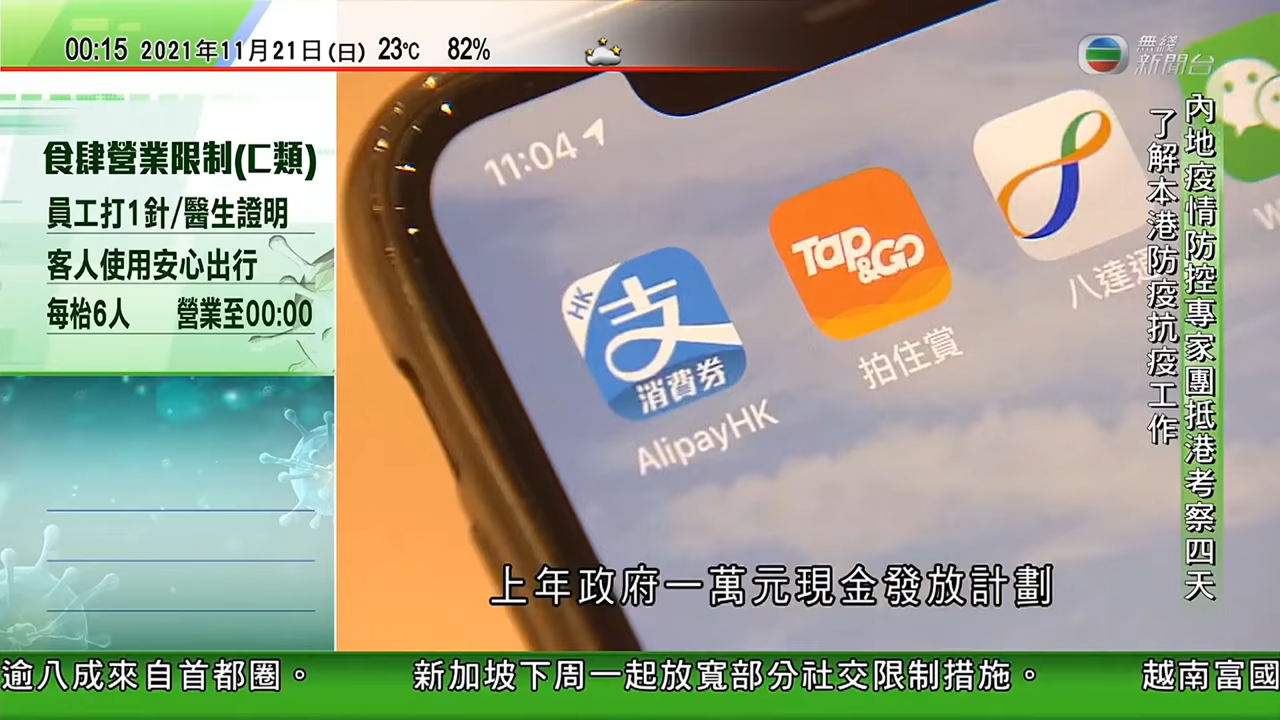 00:15 2021年11月21日(日) 23℃ 82%
無綫
新聞台
食肆營業限制(C類)
員工打1針/醫生證明
客人使用安心出行
每枱6人 營業至00:00
11:04
HK
支
消費券
AlipayHK
Tap
&Go
拍住賞
八達通
W
內地疫情防控專家團抵港考察四天
了解本港防疫抗疫工作
上年政府一萬元現金發放計劃
逾八成來自首都圈。 新加坡下周一起放寬部分社交限制措施。 越南富國